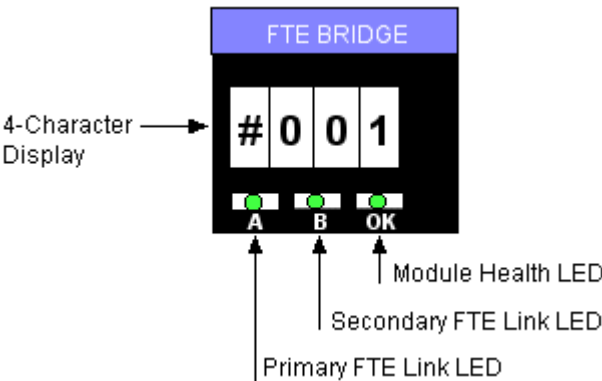 FTE BRIDGE
4-Character
Display
#001
A B OK
Module Health LED
Secondary FTE Link LED
Primary FTE Link LED